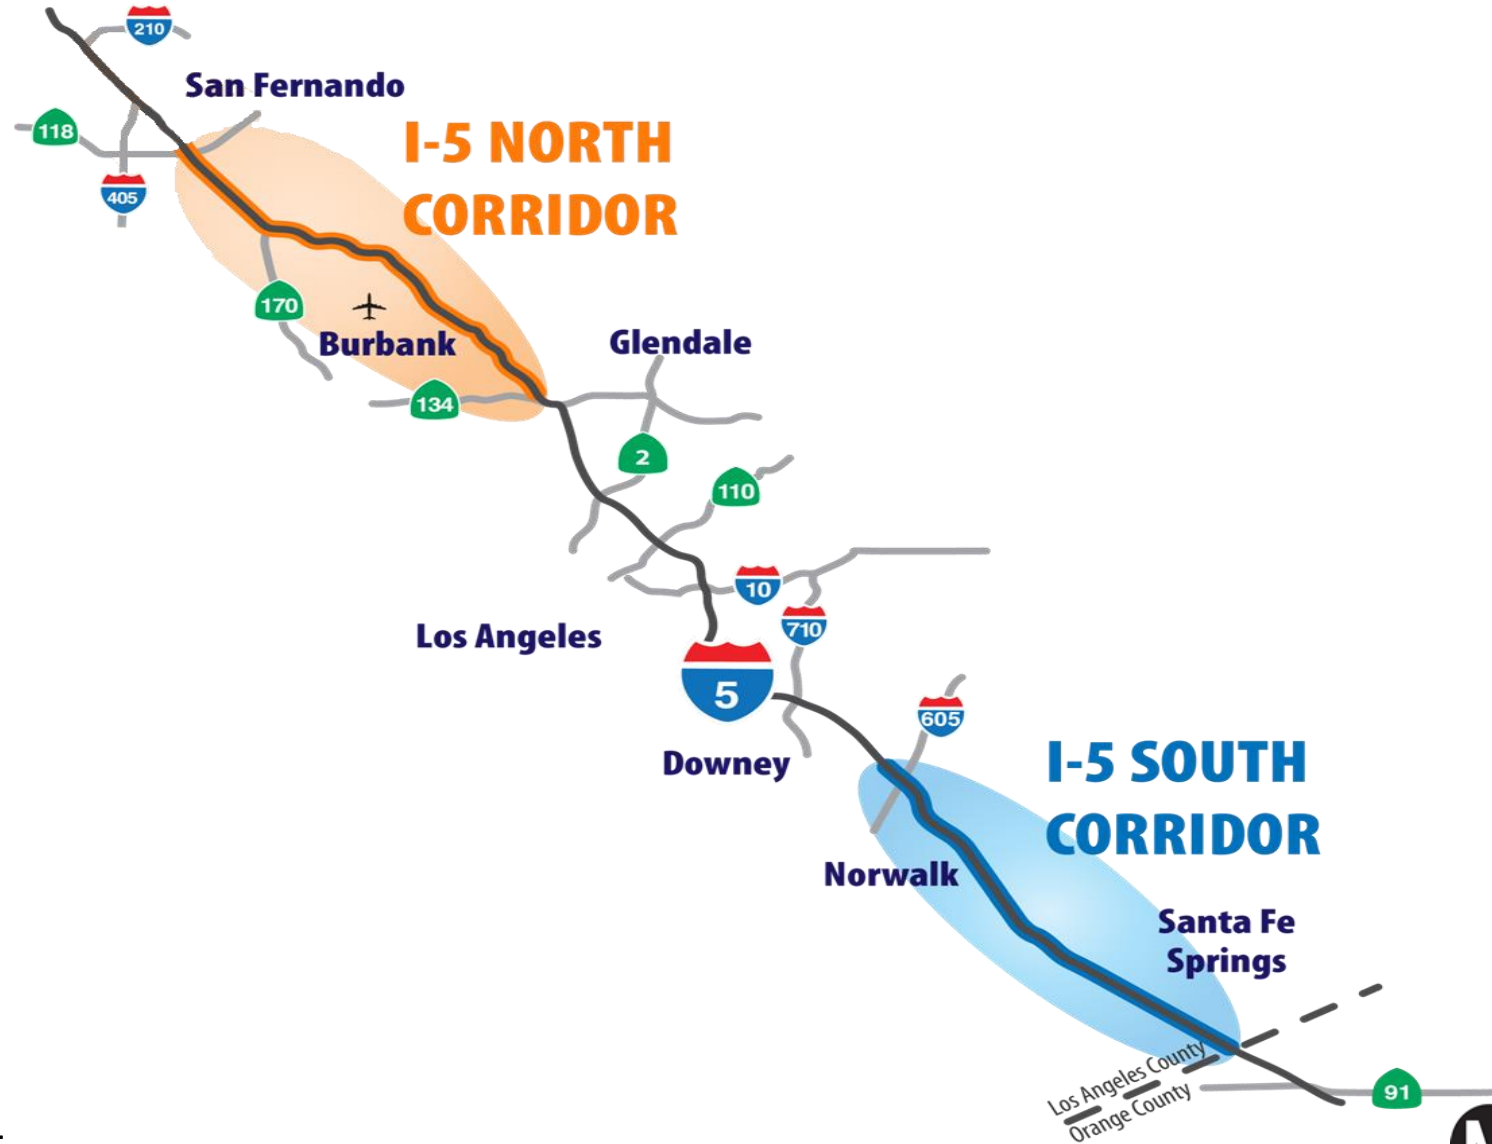 210
San Fernando
118
I-5 NORTH
CORRIDOR
405
170
Burbank
Glendale
134
2
110
10
Los Angeles
710
5
605
Downey
I-5 SOUTH
CORRIDOR
Norwalk
Santa Fe
Springs
Los Angeles County
Orange County
91